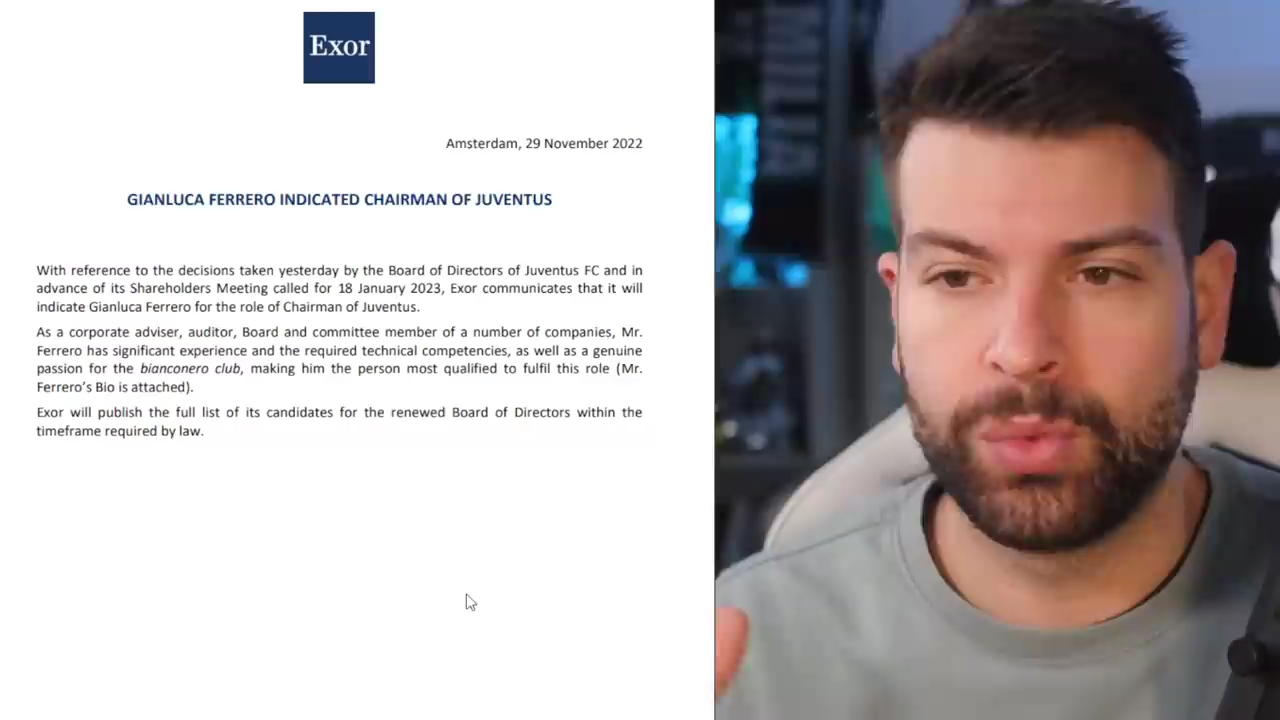 Exor
Amsterdam, 29 November 2022
GIANLUCA FERRERO INDICATED CHAIRMAN OF JUVENTUS
With reference to the decisions taken yesterday by the Board of Directors of Juventus FC and in
advance of its Shareholders Meeting called for 18 January 2023, Exor communicates that it will
indicate Gianluca Ferrero for the role of Chairman of Juventus.
As a corporate adviser, auditor, Board and committee member of a number of companies, Mr.
Ferrero has significant experience and the required technical competencies, as well as a genuine
passion for the bianconero club, making him the person most qualified to fulfil this role (Mr.
Ferrero's Bio is attached).
Exor will publish the full list of its candidates for the renewed Board of Directors within the
timeframe required by law.